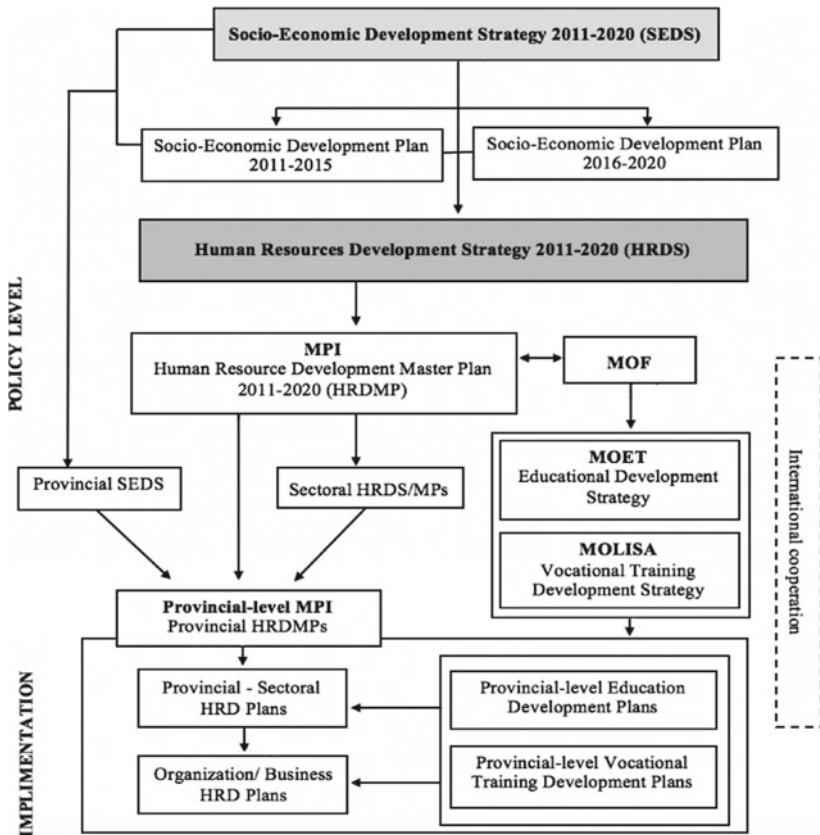 Socio-Economic Development Strategy 2011-2020 (SEDS)
Socio-Economic Development Plan
2011-2015
Socio-Economic Development Plan
2016-2020
Human Resources Development Strategy 2011-2020 (HRDS)
POLICY LEVEL
MPI
Human Resource Development Master Plan
2011-2020 (HRDMP)
MOF
MOET
Educational Development
Strategy
Provincial SEDS
Sectoral HRDS/MPs
MOLISA
Vocational Training
Development Strategy
International cooperation
Provincial-level MPI
Provincial HRDMPs
IMPLIMENTATION
Provincial - Sectoral
HRD Plans
Provincial-level Education
Development Plans
Organization/ Business
HRD Plans
Provincial-level Vocational
Training Development Plans